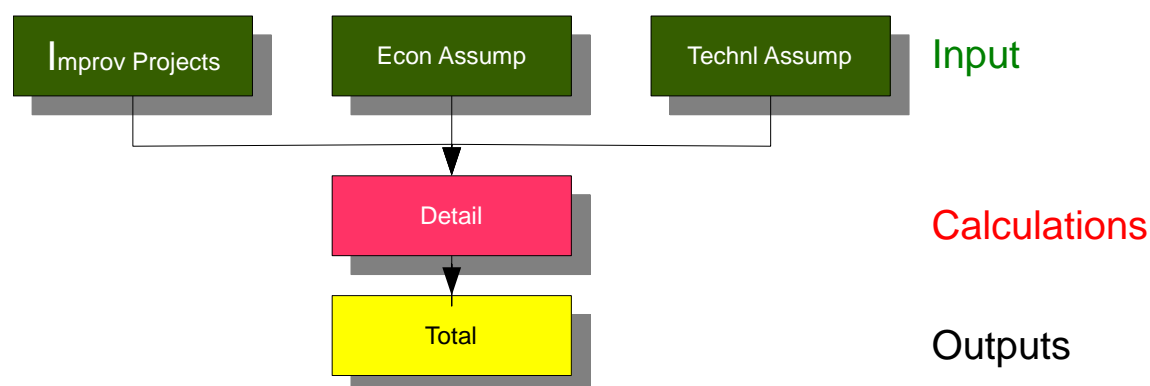 Improv Projects
Econ Assump
Technl Assump
Input
Detail
Calculations
Total
Outputs